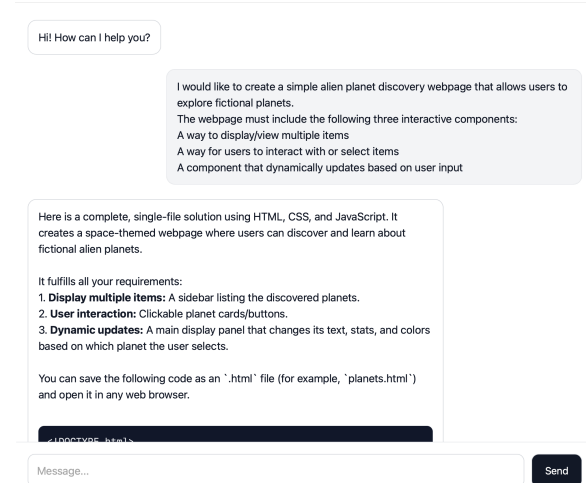 Hi! How can I help you?
I would like to create a simple alien planet discovery webpage that allows users to
explore fictional planets.
The webpage must include the following three interactive components:
A way to display/view multiple items
A way for users to interact with or select items
A component that dynamically updates based on user input
Here is a complete, single-file solution using HTML, CSS, and JavaScript. It
creates a space-themed webpage where users can discover and learn about
fictional alien planets.
It fulfills all your requirements:
1. Display multiple items: A sidebar listing the discovered planets.
2. User interaction: Clickable planet cards/buttons.
3. Dynamic updates: A main display panel that changes its text, stats, and colors
based on which planet the user selects.
You can save the following code as an `.html` file (for example, `planets.html`)
and open it in any web browser.
<!DOCTYPE html>
Message...
Send